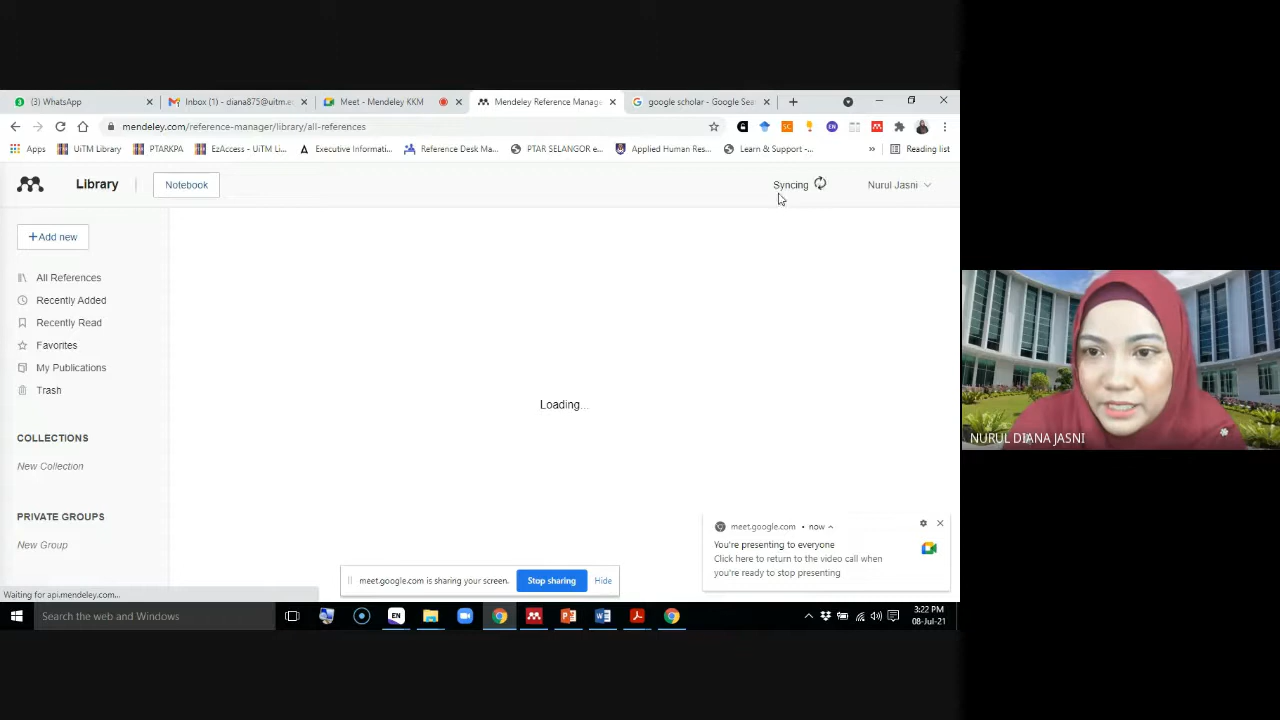 (3) WhatsApp
Inbox (1) - diana875@uitm.e
Meet - Mendeley KKM
Mendeley Reference Manage
google scholar - Google Sea
mendeley.com/reference-manager/library/all-references
Apps
UiTM Library
PTARKPA
EzAccess - UiTM Li...
Executive Informati...
Reference Desk Ma...
PTAR SELANGOR e...
Applied Human Res...
Learn & Support -...
»
Reading list
Library
Notebook
Syncing
Nurul Jasni
+Add new
All References
Recently Added
Recently Read
Favorites
My Publications
Trash
COLLECTIONS
New Collection
PRIVATE GROUPS
New Group
Loading...
NURUL DIANA JASNI
meet.google.com • now
You're presenting to everyone
Click here to return to the video call when
you're ready to stop presenting
meet.google.com is sharing your screen.
Stop sharing
Hide
Waiting for api.mendeley.com...
Search the web and Windows
EN
3:22 PM
08-Jul-21